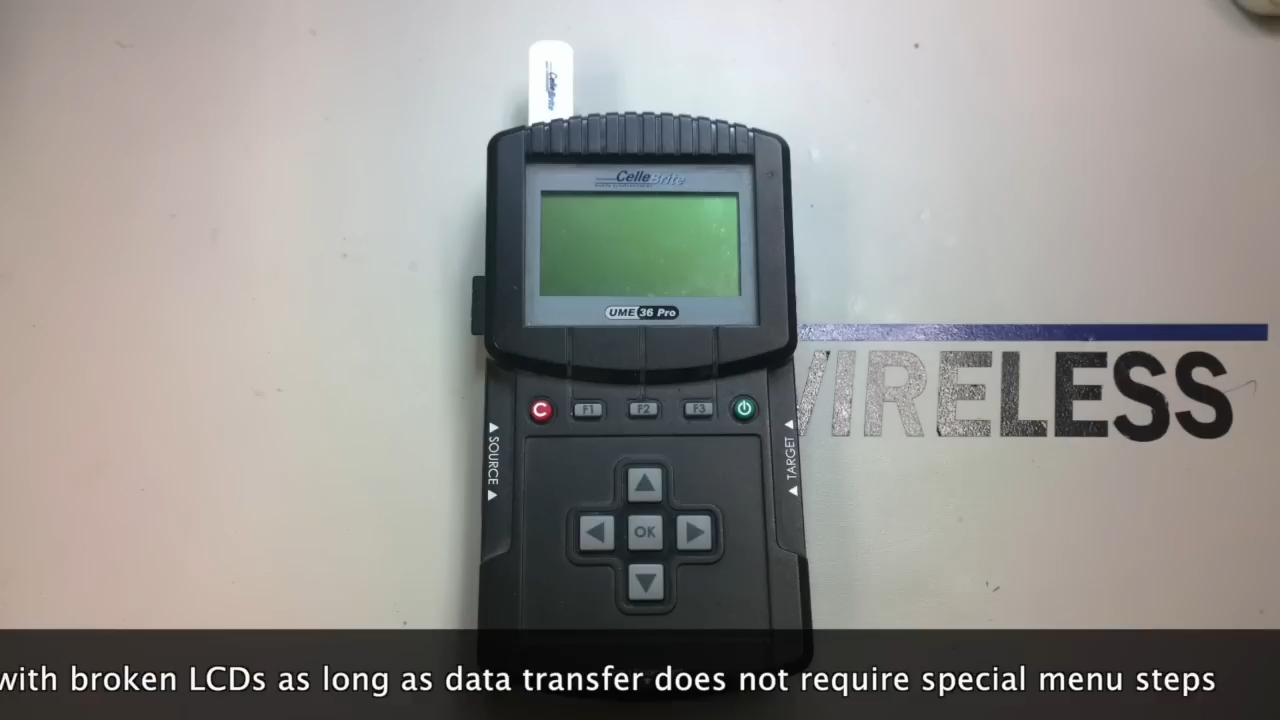 CelleBrite
CelleBrite
UME 36 Pro
WIRELESS
C
F1
F2
F3
SOURCE
TARGET
OK
with broken LCDs as long as data transfer does not require special menu steps